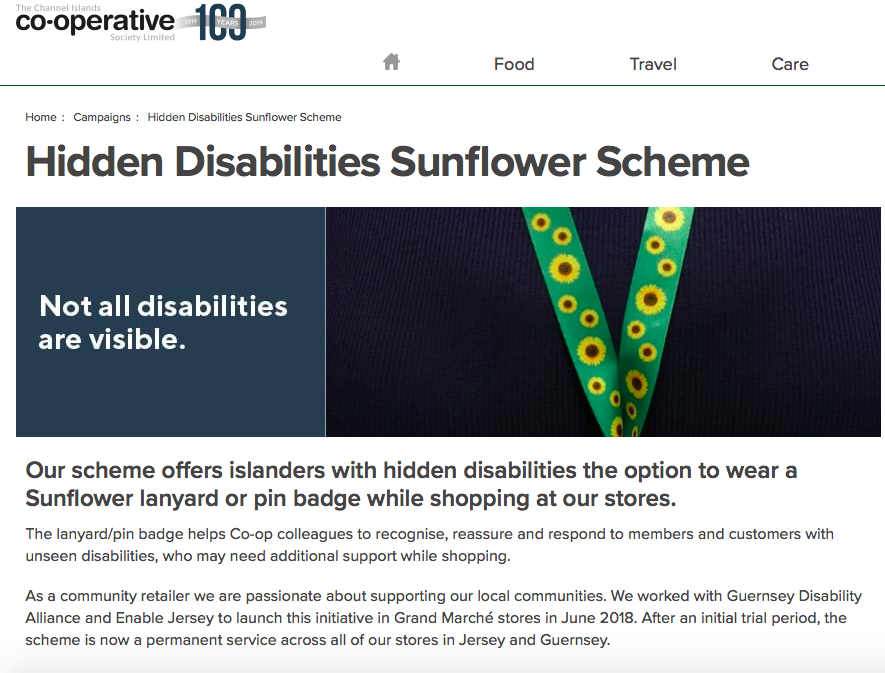 The Channel Islands
co-operative
Society Limited
1919 100 YEARS 2019
Food Travel Care
Home : Campaigns : Hidden Disabilities Sunflower Scheme
Hidden Disabilities Sunflower Scheme
Not all disabilities
are visible.
Our scheme offers islanders with hidden disabilities the option to wear a
Sunflower lanyard or pin badge while shopping at our stores.
The lanyard/pin badge helps Co-op colleagues to recognise, reassure and respond to members and customers with
unseen disabilities, who may need additional support while shopping.
As a community retailer we are passionate about supporting our local communities. We worked with Guernsey Disability
Alliance and Enable Jersey to launch this initiative in Grand Marché stores in June 2018. After an initial trial period, the
scheme is now a permanent service across all of our stores in Jersey and Guernsey.